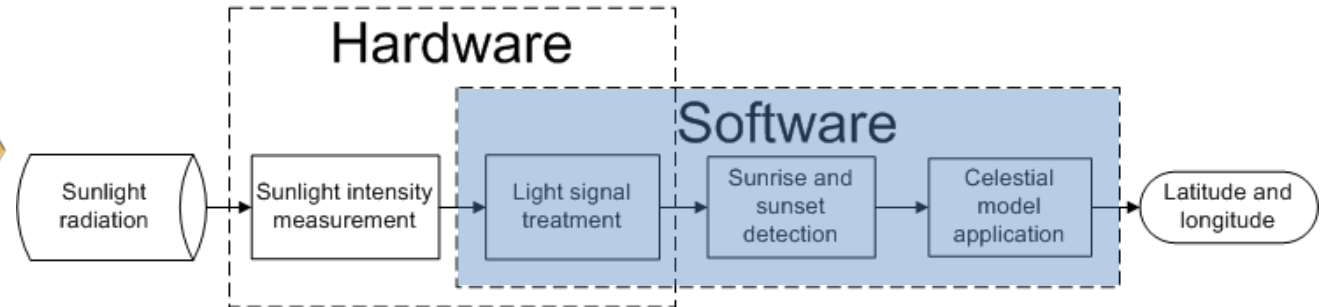 Hardware
Software
Sunlight
radiation
Sunlight intensity
measurement
Light signal
treatment
Sunrise and
sunset
detection
Celestial
model
application
Latitude and
longitude